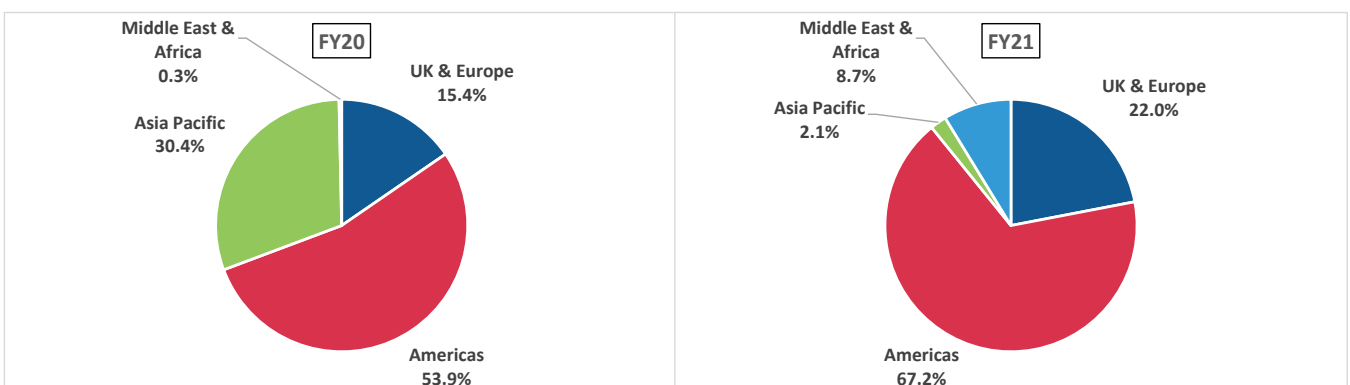 FY20
Middle East &
Africa
0.3%
UK & Europe
15.4%
Asia Pacific
30.4%
Americas
53.9%
FY21
Middle East &
Africa
8.7%
UK & Europe
22.0%
Asia Pacific
2.1%
Americas
67.2%